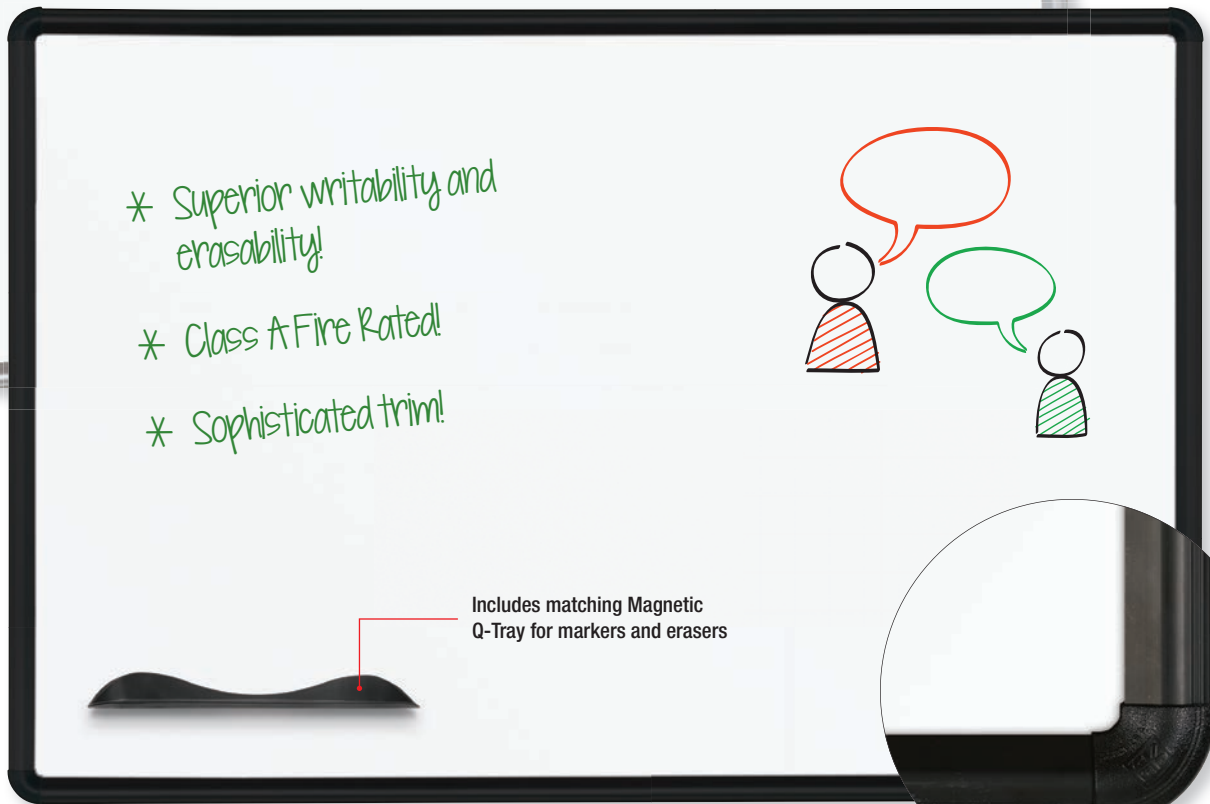 * Superior writability and
erasability!
* Class A Fire Rated!
* Sophisticated trim!
Includes matching Magnetic
Q-Tray for markers and erasers